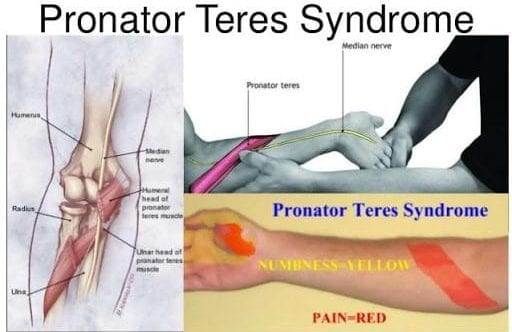 Pronator Teres Syndrome
Humerus
Median
nerve
Humeral
head of
pronator
teres muscle
Radius
Ulnar head of
pronator teres
muscle
Ulna
Median nerve
Pronator teres
Pronator Teres Syndrome
NUMBNESS=YELLOW
PAIN=RED